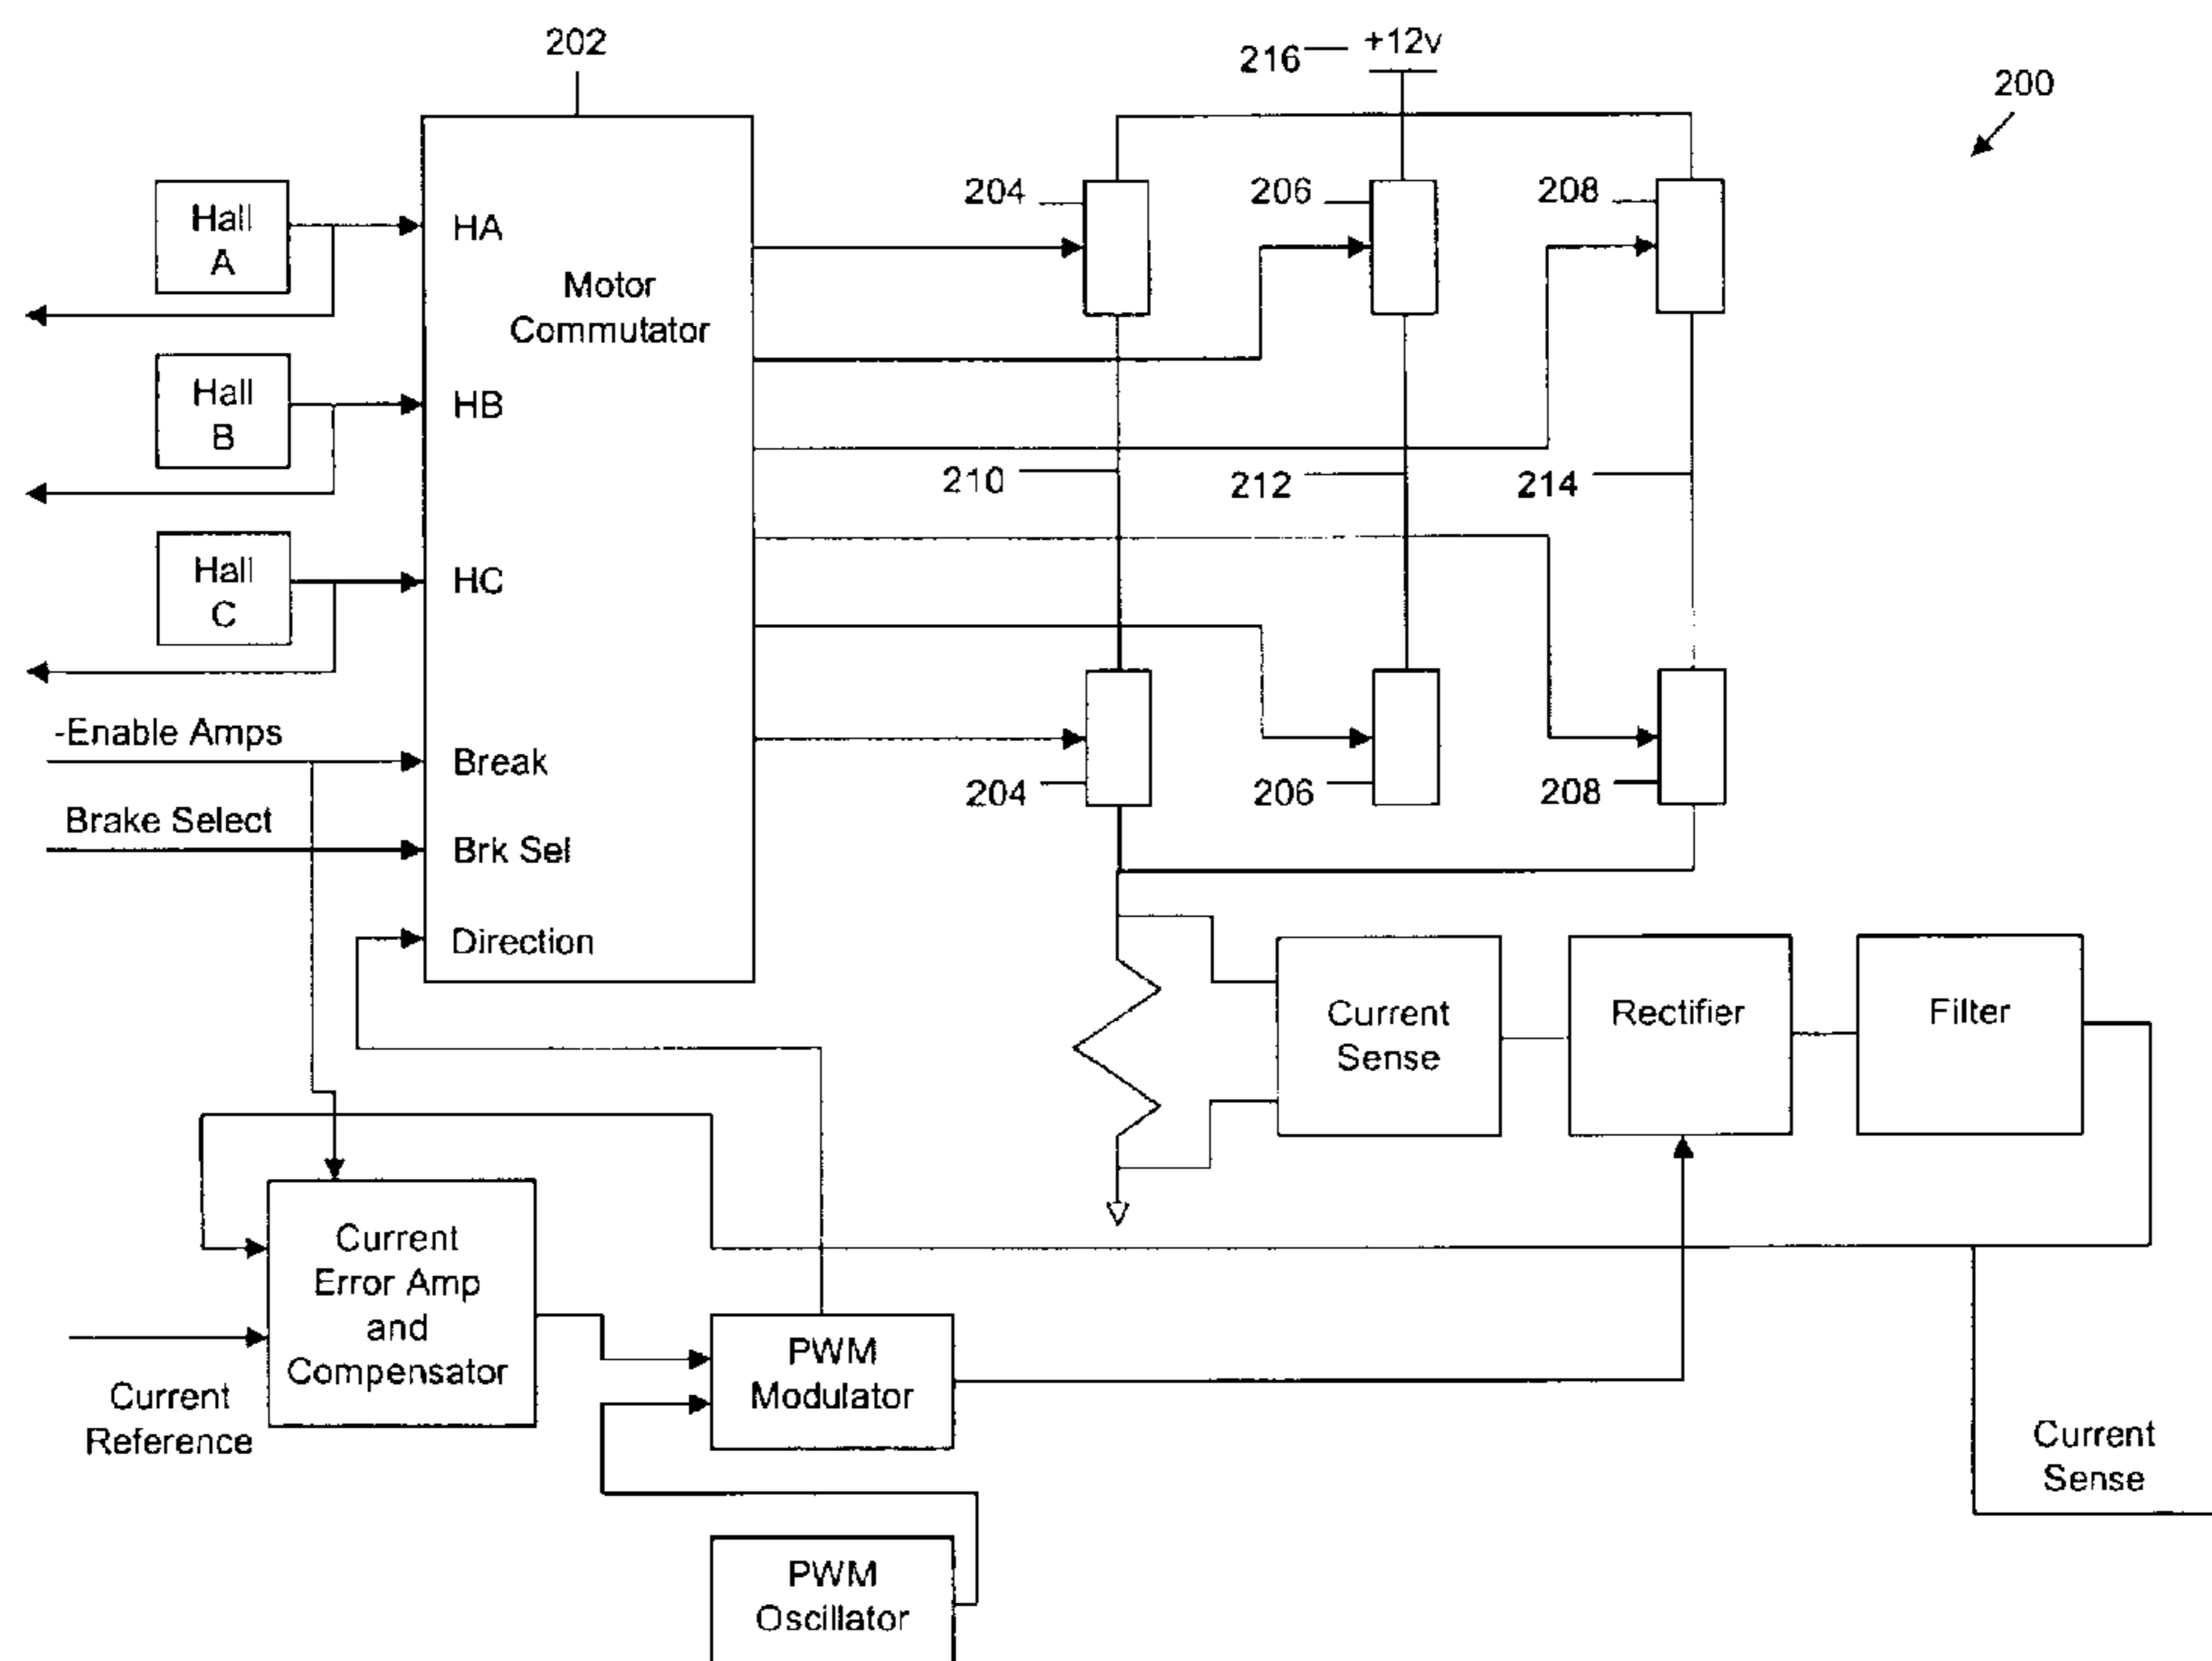 202
216
+12v
200
Hall
A
HA
Motor
Commutator
204
206
208
Hall
B
HB
210
212
214
Hall
C
HC
-Enable Amps
Break
204
206
208
Brake Select
Brk Sel
Direction
Current
Sense
Rectifier
Filter
Current
Error Amp
and
Compensator
Current
Reference
PWM
Modulator
Current
Sense
PWM
Oscillator